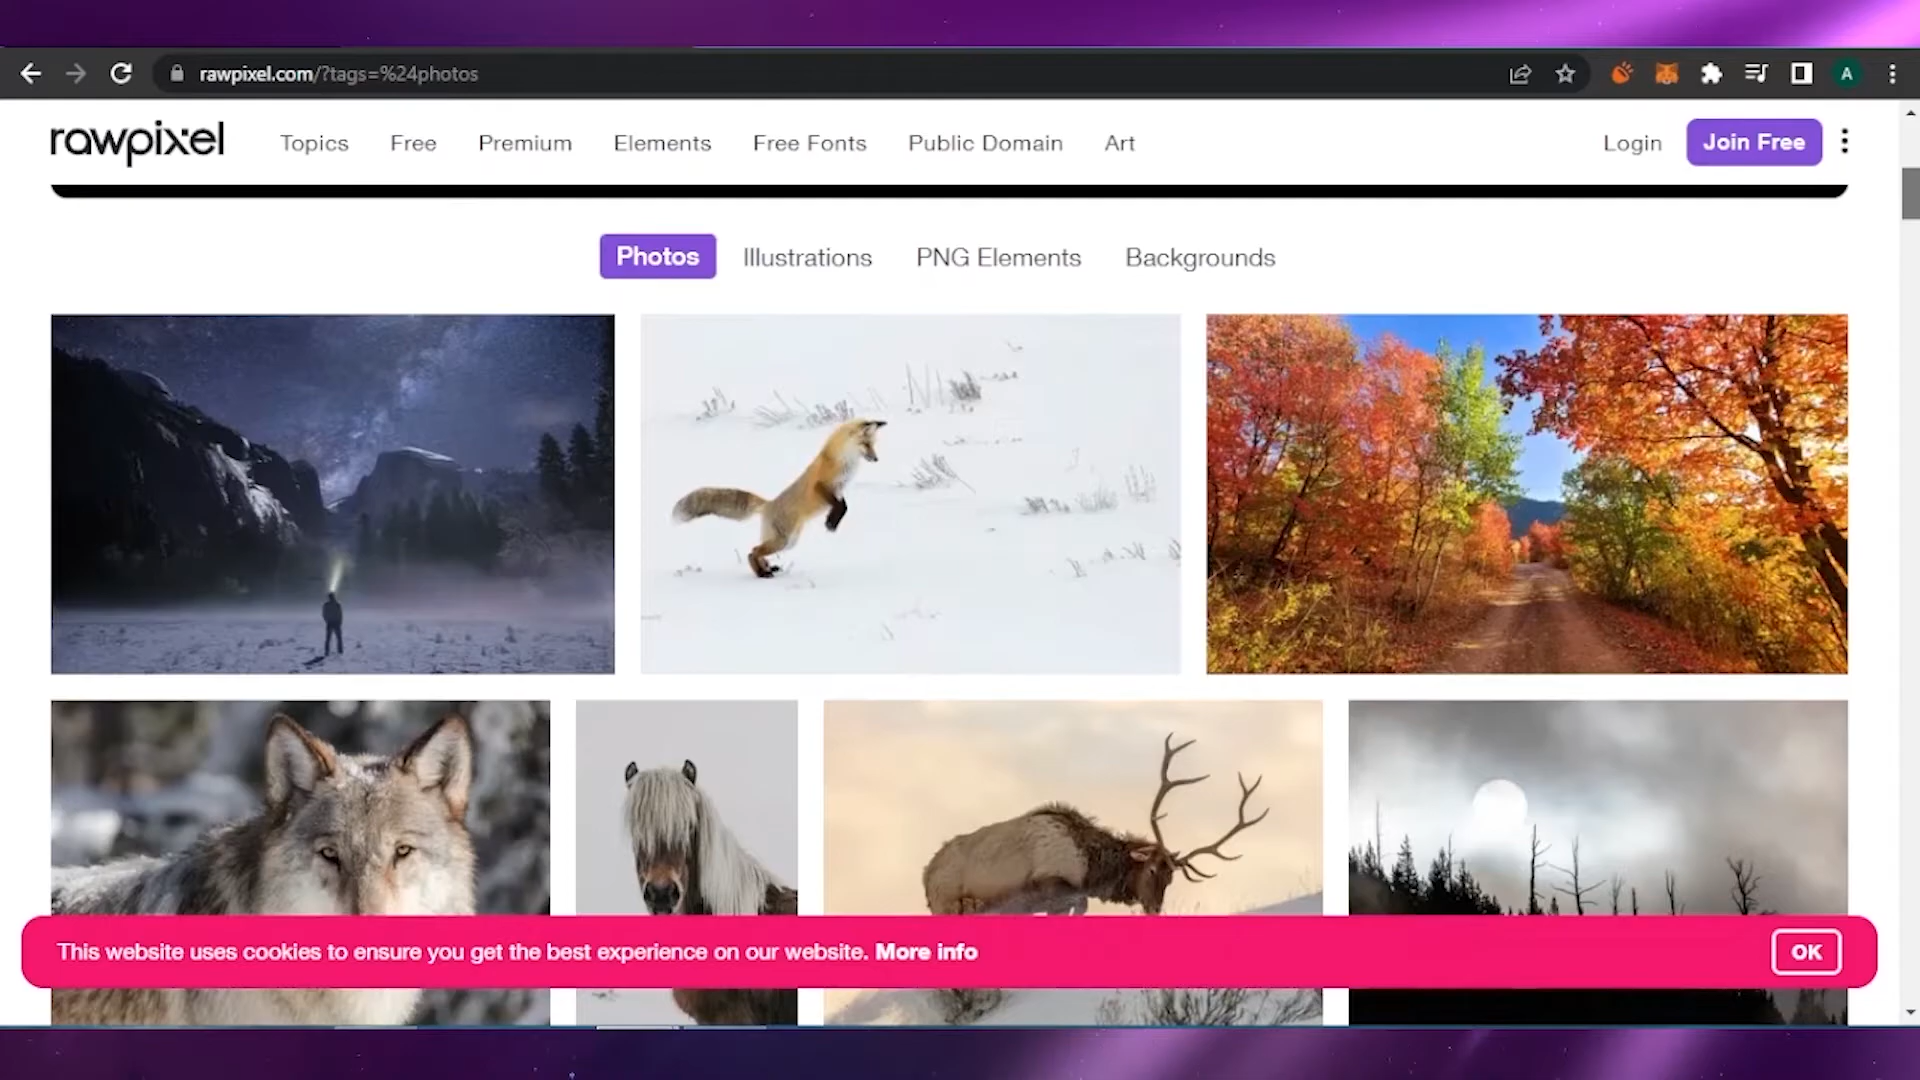 rawpixel.com/?tags=%24photos
A
rawpixel
Topics Free Premium Elements Free Fonts Public Domain Art
Login Join Free
Photos Illustrations PNG Elements Backgrounds
This website uses cookies to ensure you get the best experience on our website. More info
OK